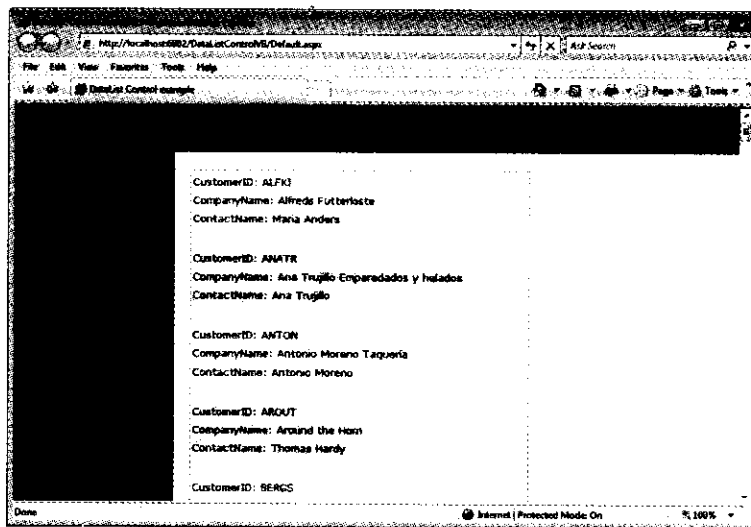 http://localhost:6882/DataListControlVB/Default.aspx
Ask Search
File Edit View Favorites Tools Help
DataList Control example
Page Tools
CustomerID: ALFKI
CompanyName: Alfreds Futterkiste
ContactName: Maria Anders
CustomerID: ANATR
CompanyName: Ana Trujillo Emparedados y helados
ContactName: Ana Trujillo
CustomerID: ANTON
CompanyName: Antonio Moreno Taquería
ContactName: Antonio Moreno
CustomerID: AROUT
CompanyName: Around the Horn
ContactName: Thomas Hardy
CustomerID: BERGS
Done
Internet | Protected Mode: On
100%